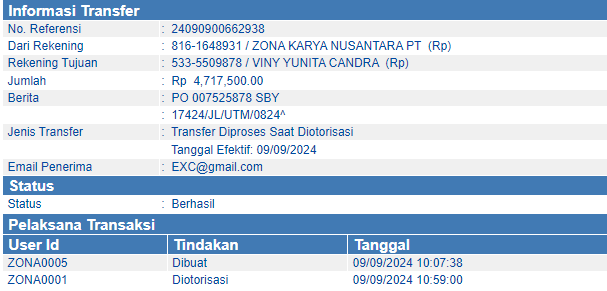 Informasi Transfer
No. Referensi : 24090900662938
Dari Rekening : 816-1648931 / ZONA KARYA NUSANTARA PT (Rp)
Rekening Tujuan : 533-5509878 / VINY YUNITA CANDRA (Rp)
Jumlah : Rp 4,717,500.00
Berita : PO 007525878 SBY
: 17424/JL/UTM/0824^
Jenis Transfer : Transfer Diproses Saat Diotorisasi
Tanggal Efektif: 09/09/2024
Email Penerima : EXC@gmail.com
Status
Status : Berhasil
Pelaksana Transaksi
User Id Tindakan Tanggal
ZONA0005 Dibuat 09/09/2024 10:07:38
ZONA0001 Diotorisasi 09/09/2024 10:59:00